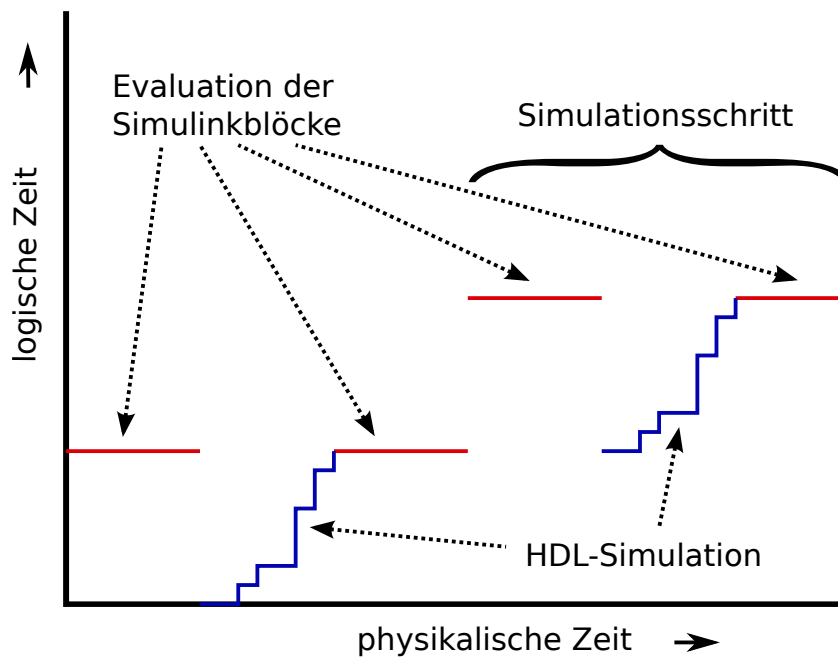 Evaluation der
Simulinkblöcke
Simulationsschritt
logische Zeit
HDL-Simulation
physikalische Zeit